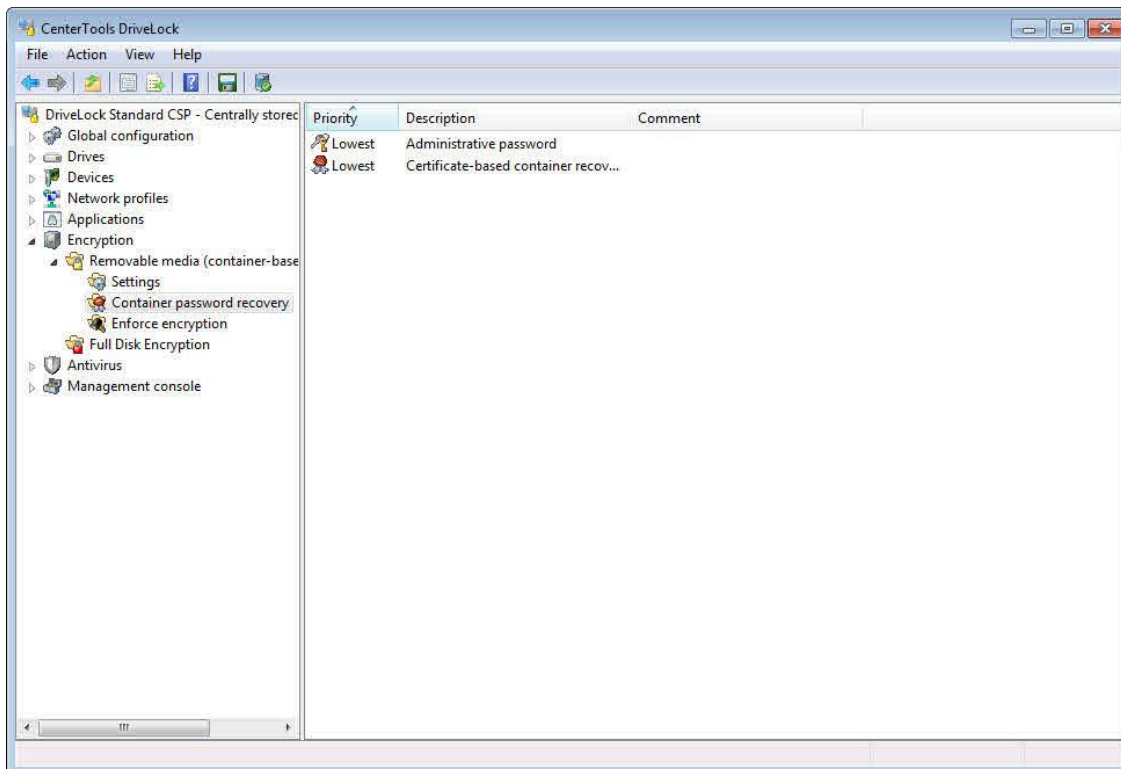 CenterTools DriveLock
File Action View Help
DriveLock Standard CSP - Centrally storec
Global configuration
Drives
Devices
Network profiles
Applications
Encryption
Removable media (container-base
Settings
Container password recovery
Enforce encryption
Full Disk Encryption
Antivirus
Management console
Priority Description Comment
Lowest Administrative password
Lowest Certificate-based container recov...